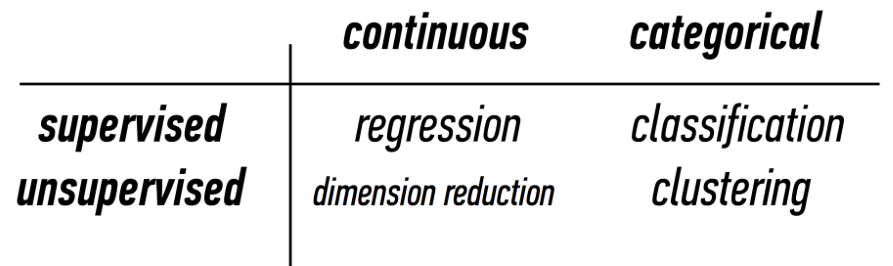 continuous categorical
supervised regression classification
unsupervised dimension reduction clustering